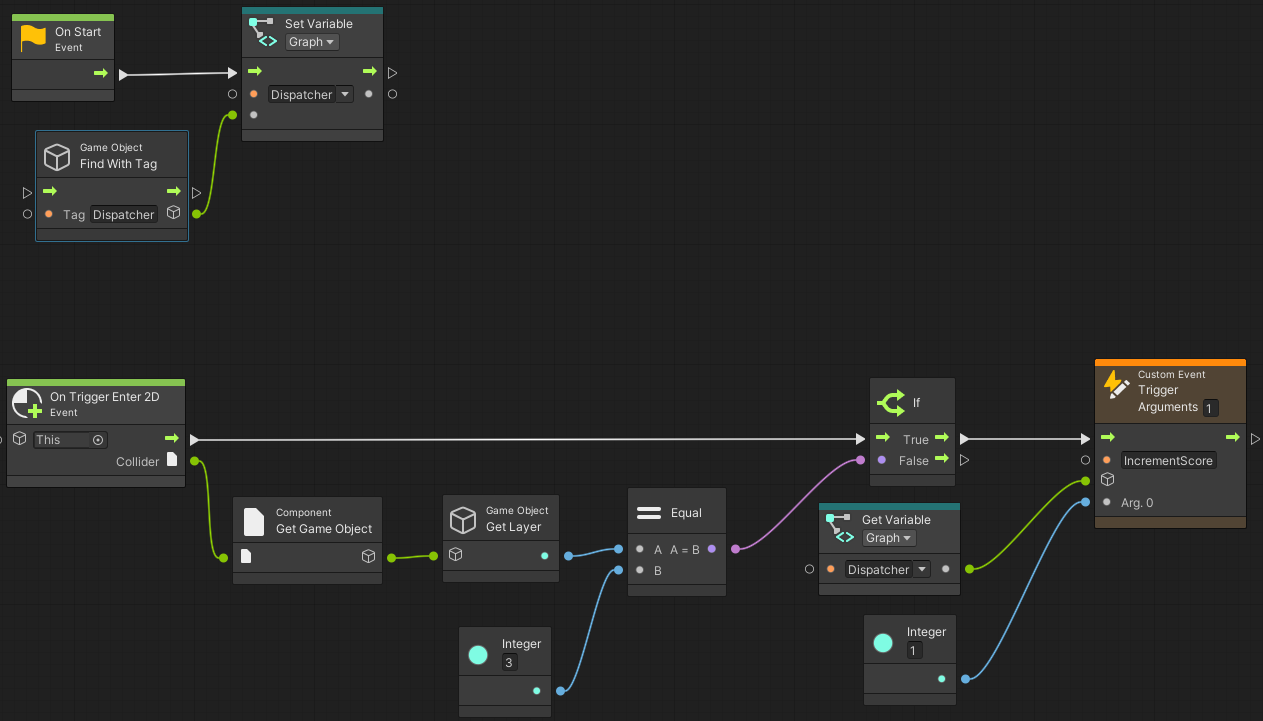 On Start
Event
Set Variable
Graph
Dispatcher
Game Object
Find With Tag
Tag Dispatcher
On Trigger Enter 2D
Event
This
Collider
Component
Get Game Object
Game Object
Get Layer
Integer
3
Equal
A A = B
B
If
True
False
Get Variable
Graph
Dispatcher
Integer
1
Custom Event
Trigger
Arguments 1
IncrementScore
Arg. 0